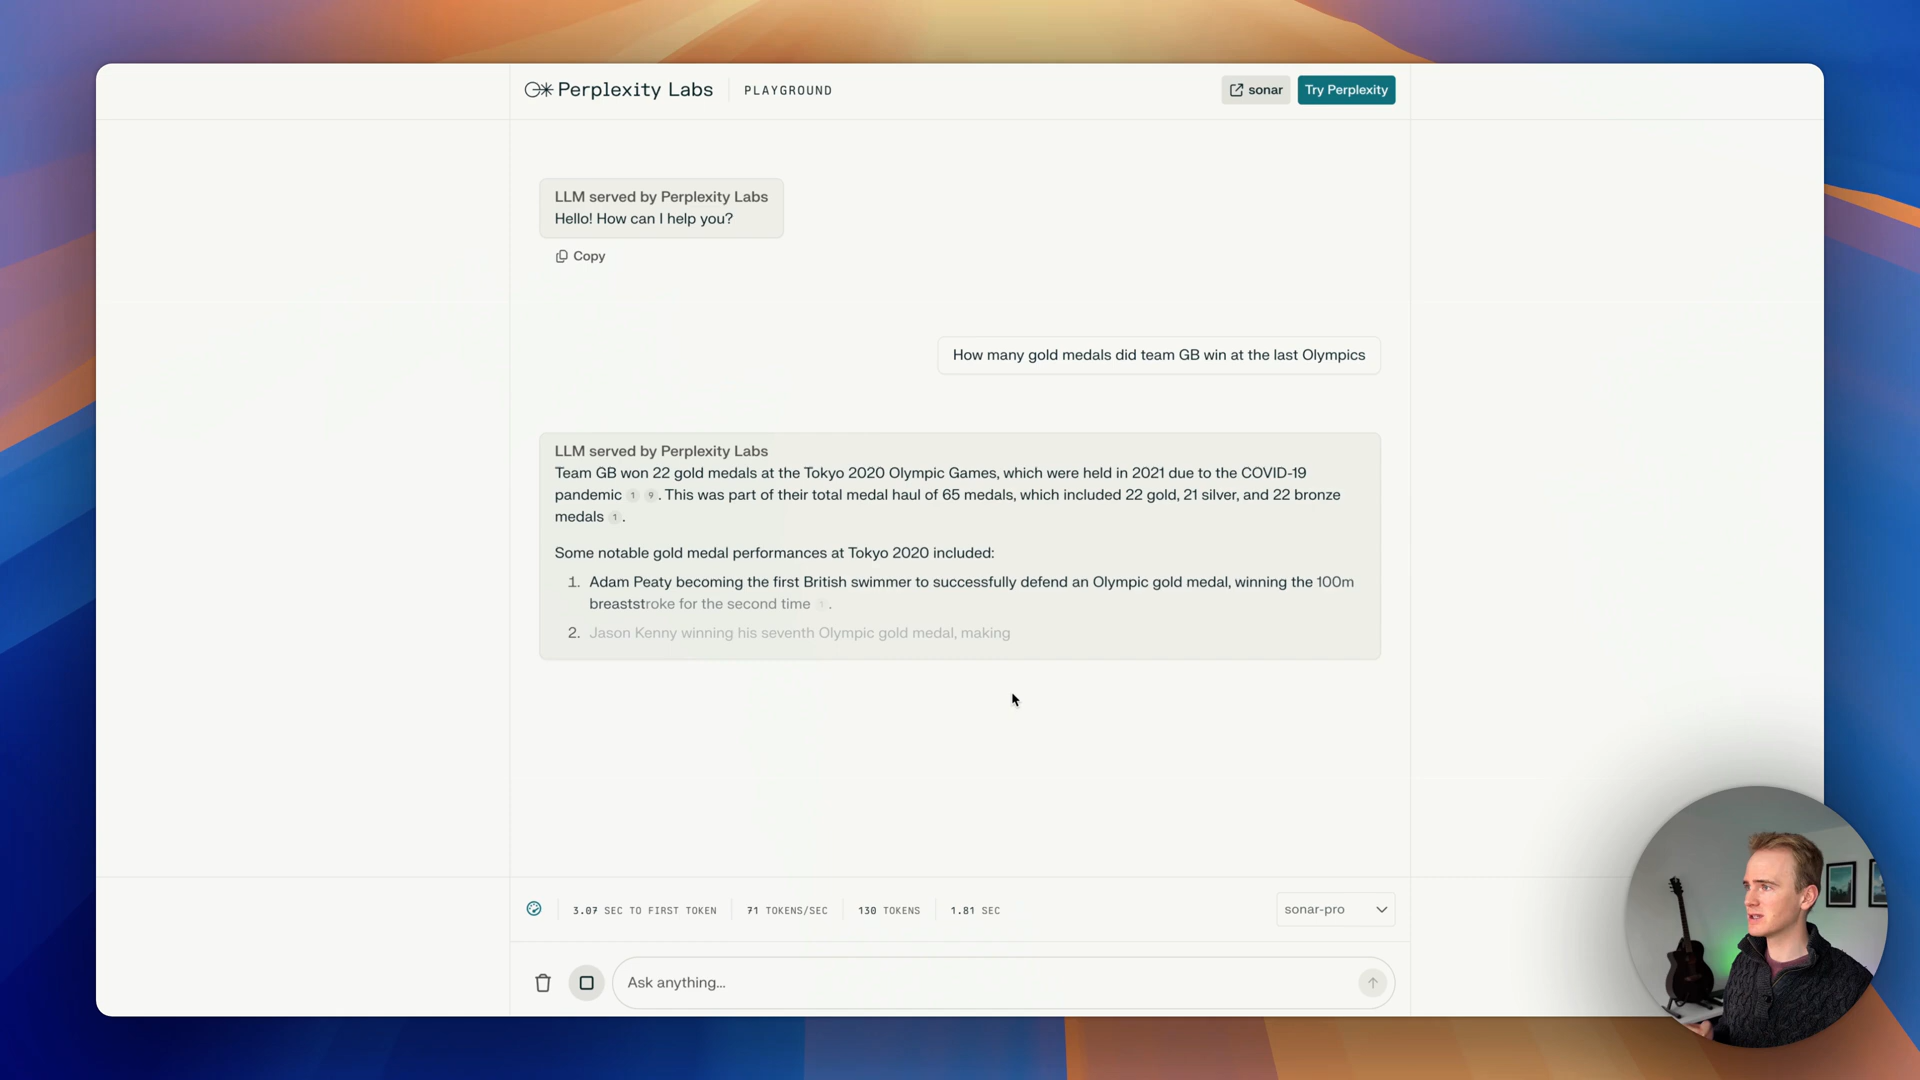 Perplexity Labs PLAYGROUND sonar Try Perplexity
LLM served by Perplexity Labs
Hello! How can I help you?
Copy
How many gold medals did team GB win at the last Olympics
LLM served by Perplexity Labs
Team GB won 22 gold medals at the Tokyo 2020 Olympic Games, which were held in 2021 due to the COVID-19
pandemic 1 9. This was part of their total medal haul of 65 medals, which included 22 gold, 21 silver, and 22 bronze
medals 1.
Some notable gold medal performances at Tokyo 2020 included:
1. Adam Peaty becoming the first British swimmer to successfully defend an Olympic gold medal, winning the 100m
breaststroke for the second time 1.
2. Jason Kenny winning his seventh Olympic gold medal, making
3.07 SEC TO FIRST TOKEN 71 TOKENS/SEC 130 TOKENS 1.81 SEC sonar-pro
Ask anything...